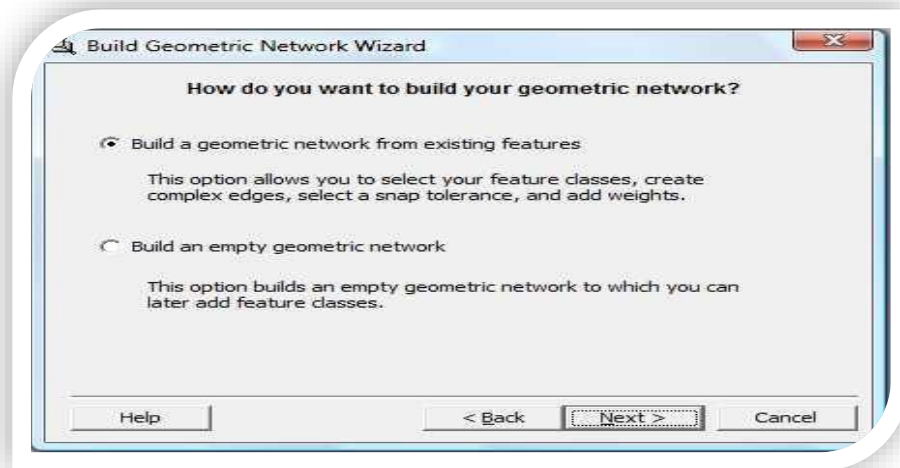 Build Geometric Network Wizard
How do you want to build your geometric network?
Build a geometric network from existing features
This option allows you to select your feature classes, create
complex edges, select a snap tolerance, and add weights.
Build an empty geometric network
This option builds an empty geometric network to which you can
later add feature classes.
Help
< Back
Next >
Cancel